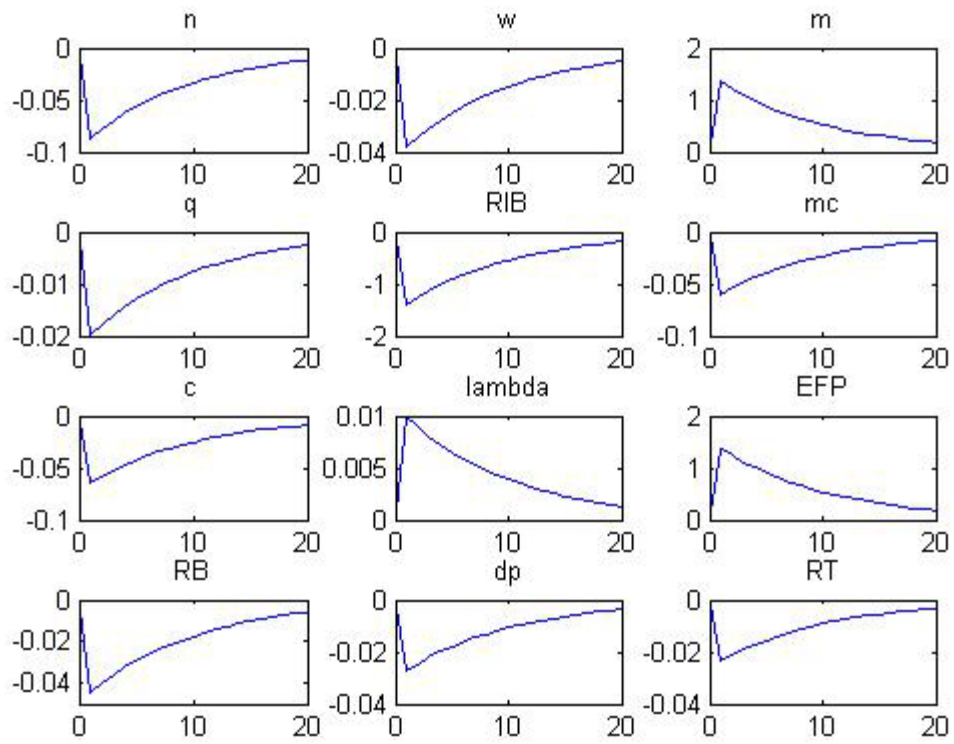 n w m
0 0 2
-0.05 -0.02 1
-0.1 -0.04 0
0 10 20 0 10 20 0 10 20
q RIB mc
0 0 0
-0.01 -1 -0.05
-0.02 -2 -0.1
0 10 20 0 10 20 0 10 20
c lambda EFP
0 0.01 2
-0.05 0.005 1
-0.1 0 0
0 10 20 0 10 20 0 10 20
RB dp RT
0 0 0
-0.02 -0.02 -0.02
-0.04 -0.04 -0.04
0 10 20 0 10 20 0 10 20